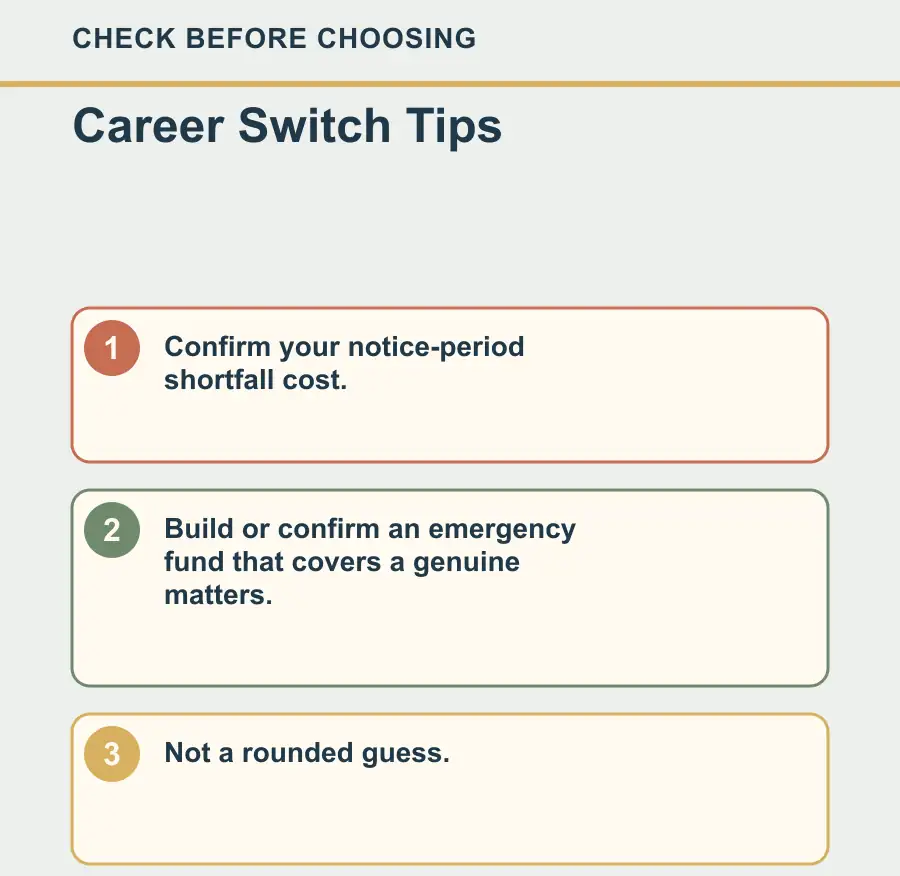 CHECK BEFORE CHOOSING
Career Switch Tips
1
Confirm your notice-period
shortfall cost.
2
Build or confirm an emergency
fund that covers a genuine
matters.
3
Not a rounded guess.